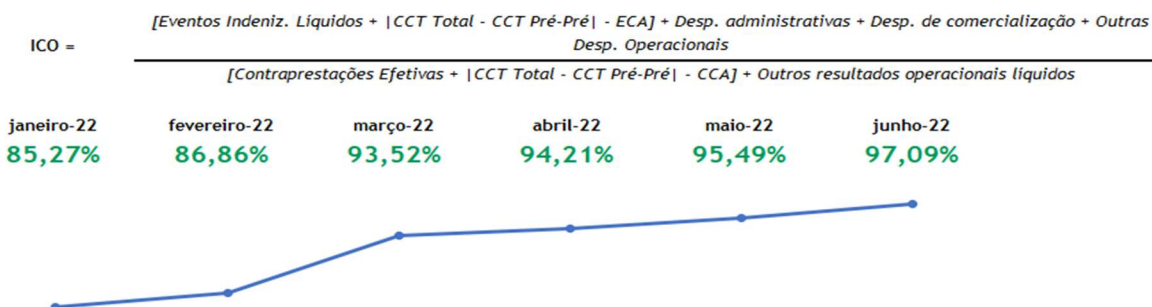 [Eventos Indeniz. Líquidos + |CCT Total - CCT Pré-Pré| - ECA] + Desp. administrativas + Desp. de comercialização + Outras
Desp. Operacionais
ICO =
[Contraprestações Efetivas + |CCT Total - CCT Pré-Pré| - CCA] + Outros resultados operacionais líquidos
janeiro-22 fevereiro-22 março-22 abril-22 maio-22 junho-22
85,27% 86,86% 93,52% 94,21% 95,49% 97,09%